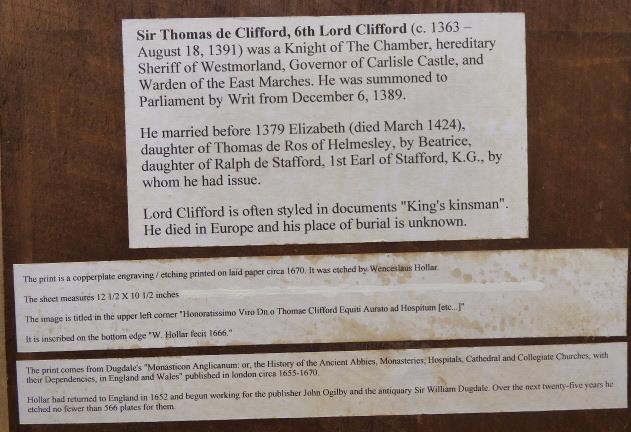 Sir Thomas de Clifford, 6th Lord Clifford (c. 1363 –
August 18, 1391) was a Knight of The Chamber, hereditary
Sheriff of Westmorland, Governor of Carlisle Castle, and
Warden of the East Marches. He was summoned to
Parliament by Writ from December 6, 1389.
He married before 1379 Elizabeth (died March 1424),
daughter of Thomas de Ros of Helmesley, by Beatrice,
daughter of Ralph de Stafford, 1st Earl of Stafford, K.G., by
whom he had issue.
Lord Clifford is often styled in documents "King's kinsman".
He died in Europe and his place of burial is unknown.
The print is a copperplate engraving / etching printed on laid paper circa 1670. It was etched by Wenceslaus Hollar.
The sheet measures 12 1/2 X 10 1/2 inches
The image is titled in the upper left corner "Honoratissimo Viro Dn.o Thomae Clifford Equiti Aurato ad Hospitum [etc...]"
It is inscribed on the bottom edge "W. Hollar fecit 1666."
The print comes from Dugdale's "Monasticon Anglicanum: or, the History of the Ancient Abbies, Monasteries, Hospitals, Cathedral and Collegiate Churches, with
their Dependencies, in England and Wales" published in london circa 1655-1670.
Hollar had returned to England in 1652 and begun working for the publisher John Ogilby and the antiquary Sir William Dugdale. Over the next twenty-five years he
etched no fewer than 566 plates for them.